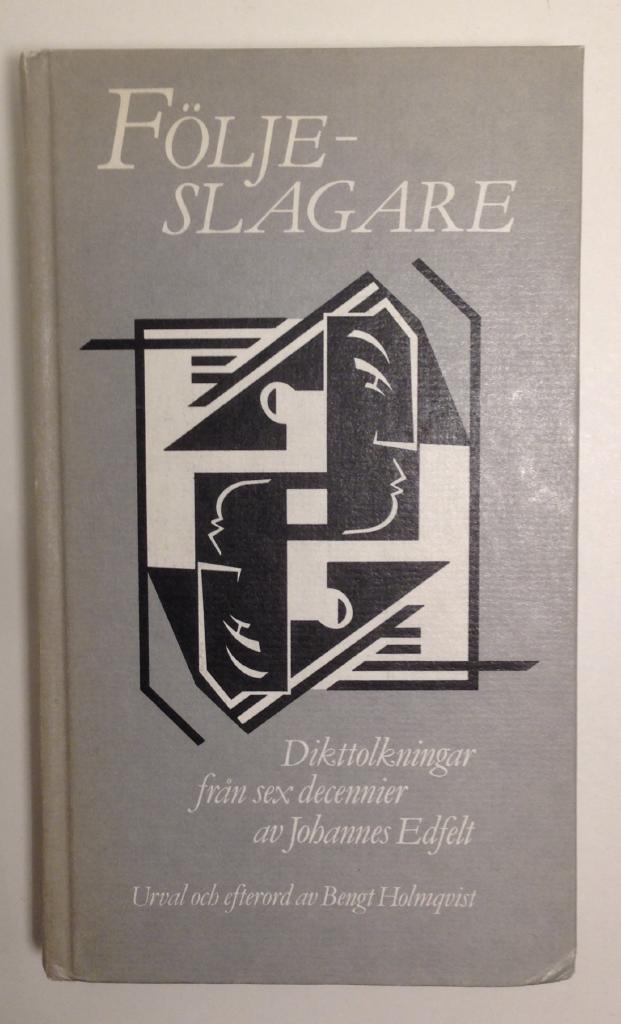 FÖLJE-
SLAGARE
Dikttolkningar
från sex decennier
av Johannes Edfelt
Urval och efterord av Bengt Holmqvist